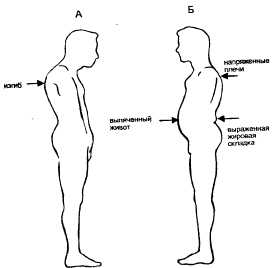 А
Б
изгиб
напряженные
плечи
выпяченный
живот
выраженная
жировая
складка